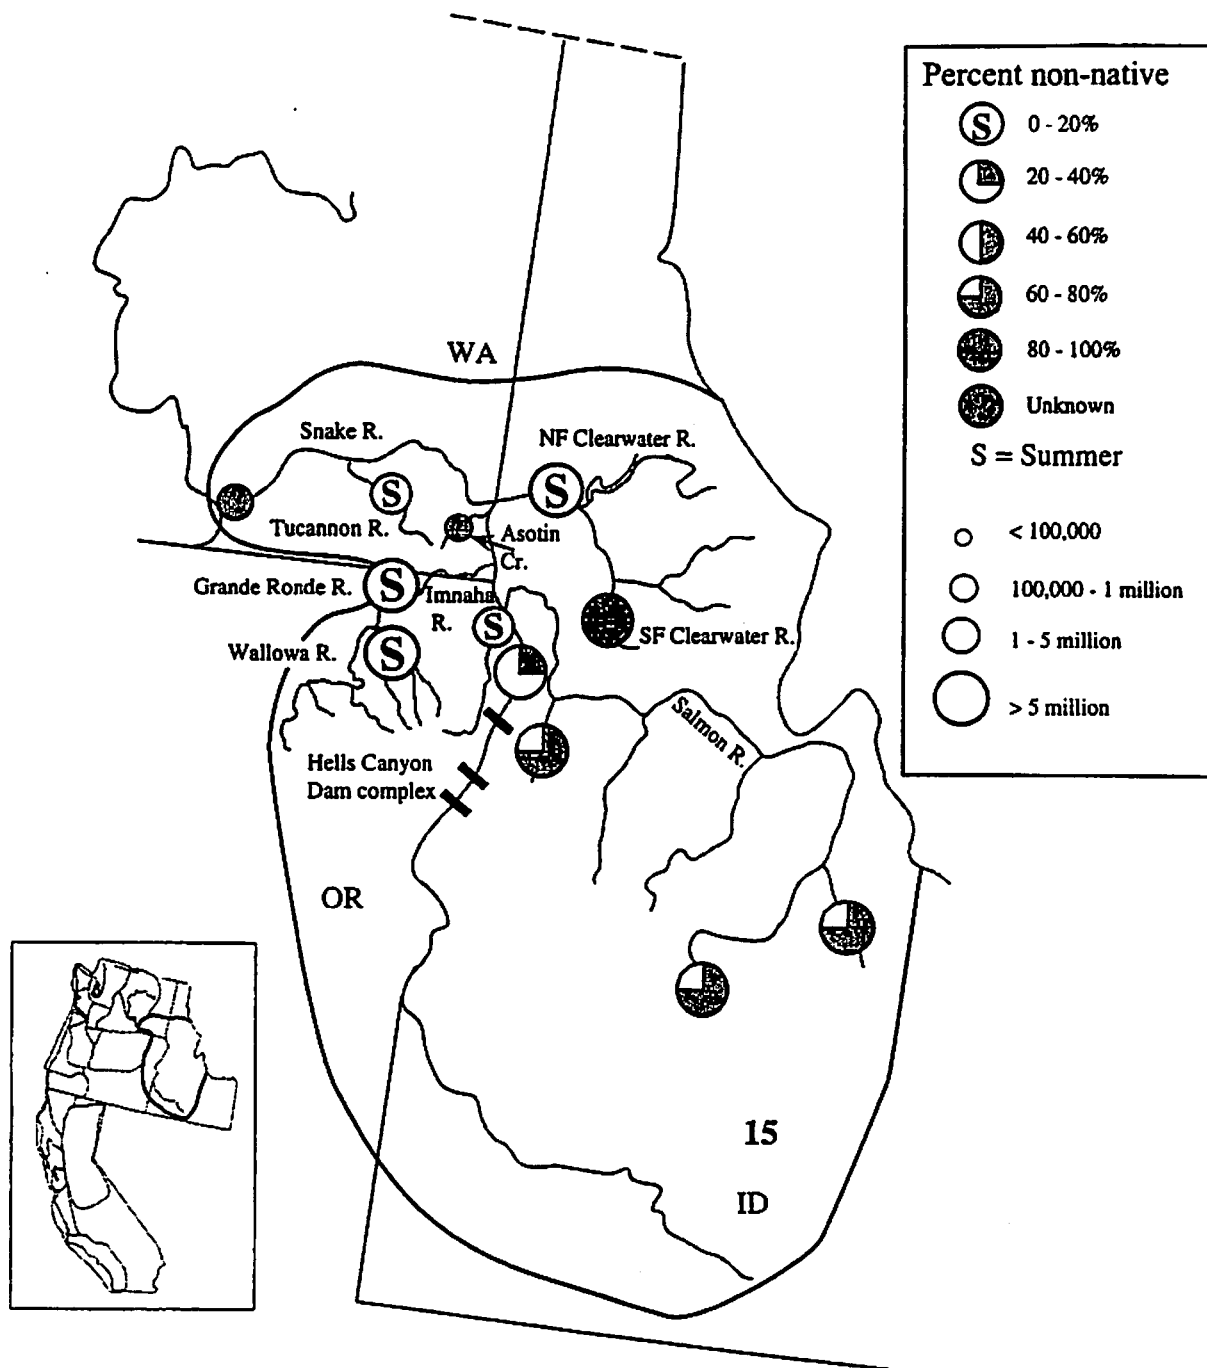 Percent non-native
S 0 - 20%
20 - 40%
40 - 60%
60 - 80%
80 - 100%
Unknown
S = Summer
< 100,000
100,000 - 1 million
1 - 5 million
> 5 million
WA
Snake R.
NF Clearwater R.
S
S
Tucannon R.
Asotin
Cr.
Grande Ronde R.
S
Imnaha
R.
S
SF Clearwater R.
Wallowa R.
S
Salmon R.
Hells Canyon
Dam complex
OR
15
ID